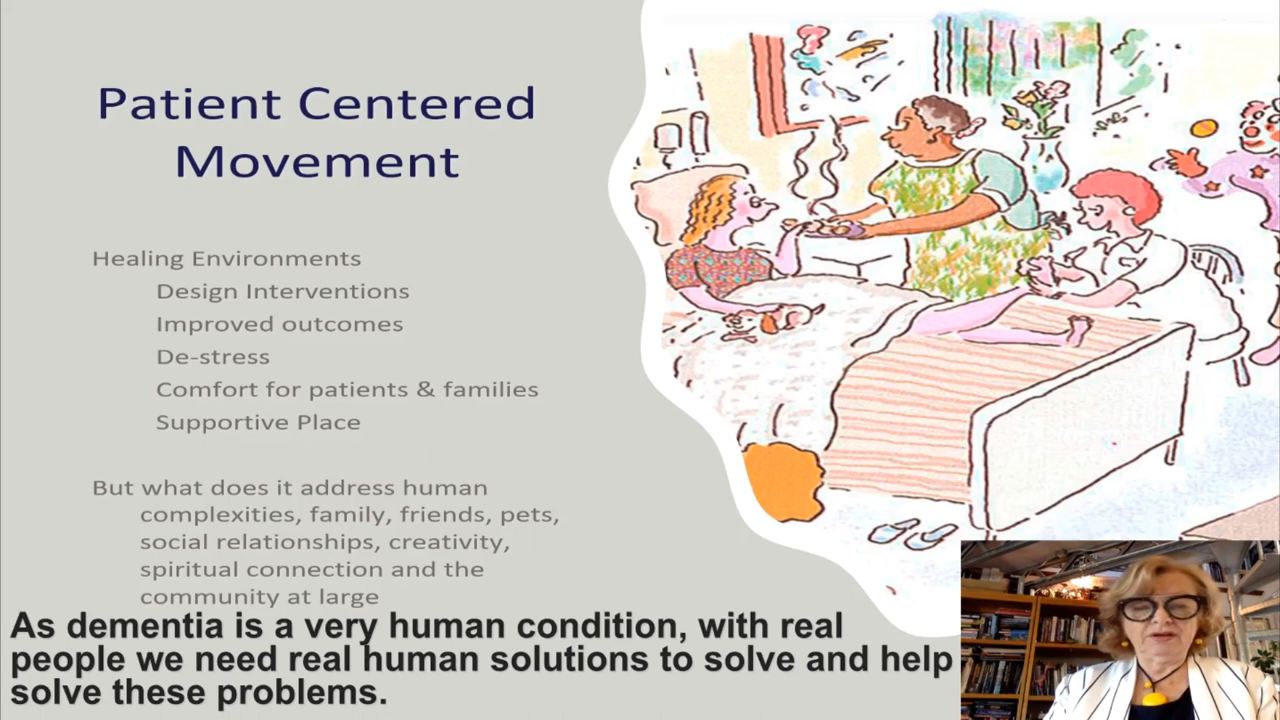 Patient Centered
Movement
Healing Environments
Design Interventions
Improved outcomes
De-stress
Comfort for patients & families
Supportive Place
But what does it address human
complexities, family, friends, pets,
social relationships, creativity,
spiritual connection and the
community at large
As dementia is a very human condition, with real
people we need real human solutions to solve and help
solve these problems.